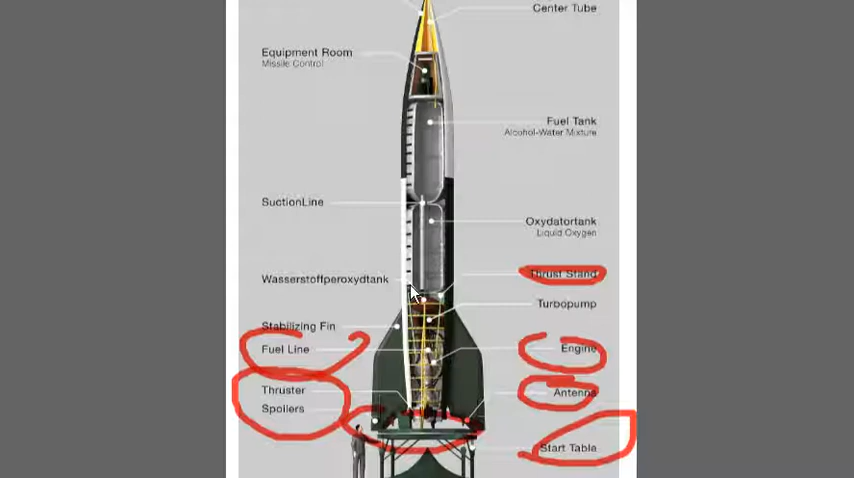 Center Tube
Equipment Room
Missile Control
Fuel Tank
Alcohol-Water Mixture
SuctionLine
Oxydatortank
Liquid Oxygen
Thrust Stand
Wasserstoffperoxydtank
Turbopump
Stabilizing Fin
Fuel Line
Engine
Thruster
Antenna
Spoilers
Start Table